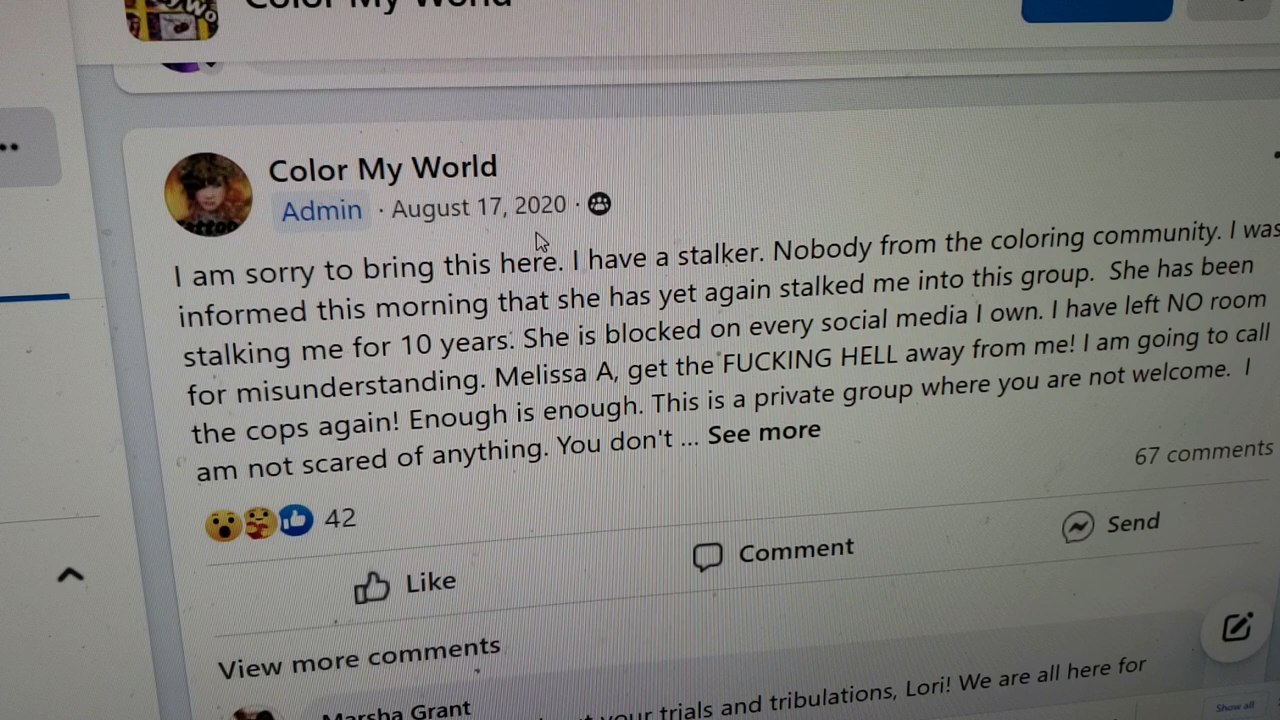 Color My World
Color My World
Admin · August 17, 2020 ·
I am sorry to bring this here. I have a stalker. Nobody from the coloring community. I was
informed this morning that she has yet again stalked me into this group. She has been
stalking me for 10 years. She is blocked on every social media I own. I have left NO room
for misunderstanding. Melissa A, get the FUCKING HELL away from me! I am going to call
the cops again! Enough is enough. This is a private group where you are not welcome. I
am not scared of anything. You don't ... See more
67 comments
42
Like
Comment
Send
View more comments
Marsha Grant
your trials and tribulations, Lori! We are all here for
Show all